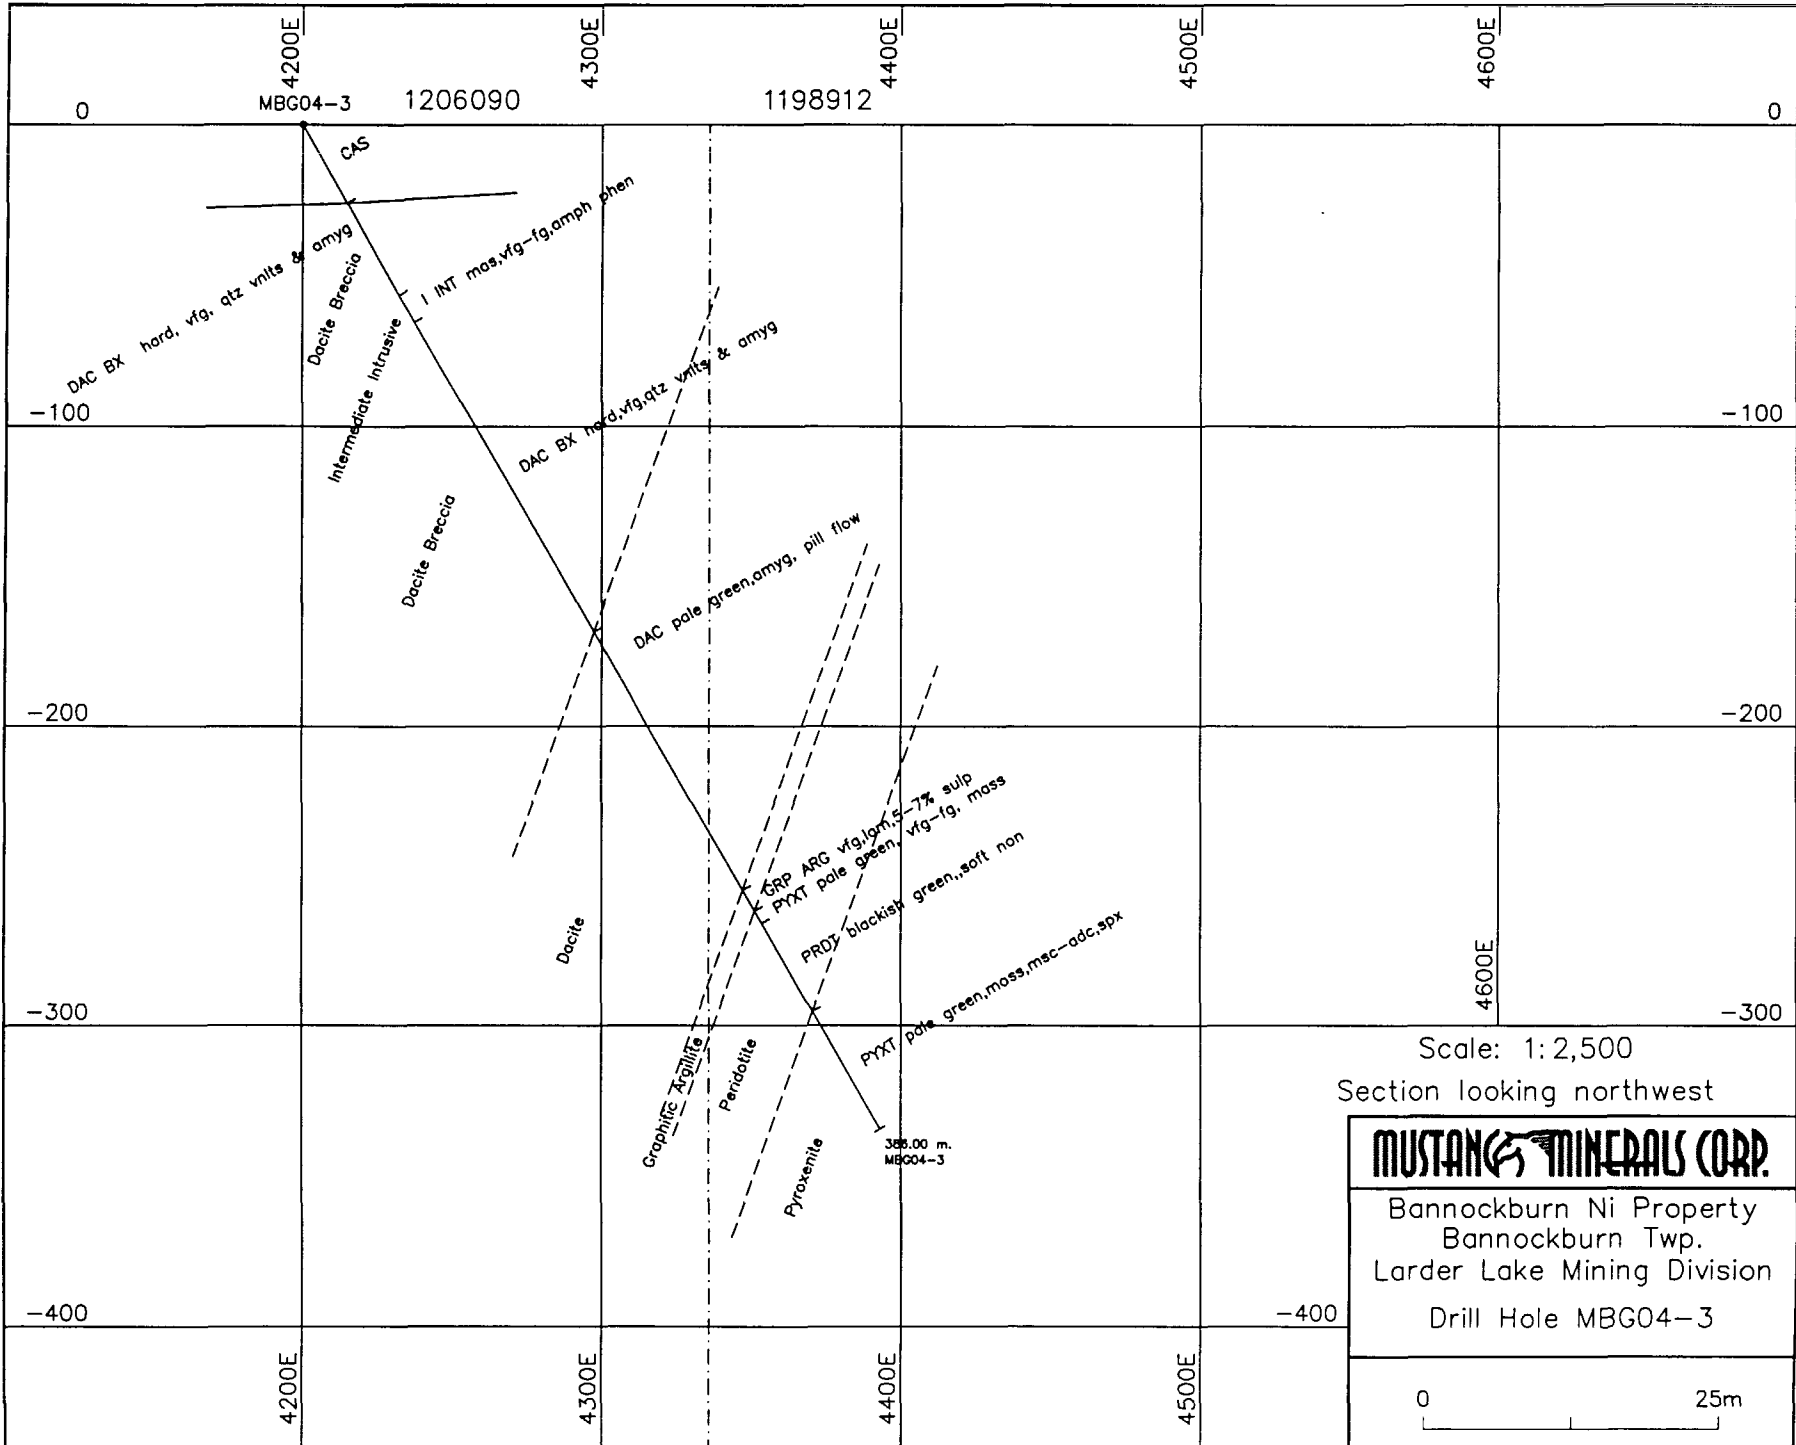 4200E
4300E
4400E
4500E
4600E
MBG04-3
1206090
1198912
0
0
CAS
DAC BX hard, vfg, qtz vnlts & amyg
I INT mas,vfg-fg,amph phen
Dacite Breccia
Intermediate Intrusive
DAC BX hard,vfg,qtz vnlts & amyg
-100
-100
Dacite Breccia
DAC pale green,amyg, pill flow
-200
-200
GRP ARG vfg,lam,5-7% sulp
PYXT pale green, vfg-fg, mass
PRDT blackish green,,soft non
PYXT pale green,mass,msc-adc,spx
Dacite
4600E
-300
-300
Graphitic Argillite
Peridotite
Pyroxenite
386.00 m.
MBG04-3
Scale: 1:2,500
Section looking northwest
MUSTANG MINERALS CORP.
Bannockburn Ni Property
Bannockburn Twp.
Larder Lake Mining Division
Drill Hole MBG04-3
-400
-400
0
25m
4200E
4300E
4400E
4500E